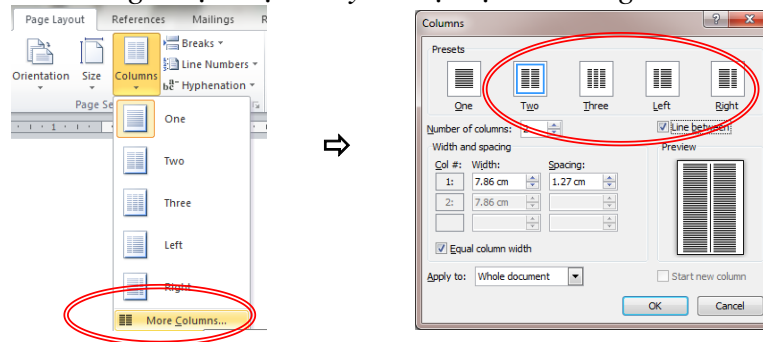 Page Layout References Mailings
Breaks
Orientation Size Columns Line Numbers
Hyphenation
One
Two
Three
Left
Right
More Columns...
Columns
Presets
One Two Three Left Right
Number of columns: 2 Line between
Width and spacing Preview
Col #: Width: Spacing:
1: 7.86 cm 1.27 cm
2: 7.86 cm
Equal column width
Apply to: Whole document Start new column
OK Cancel